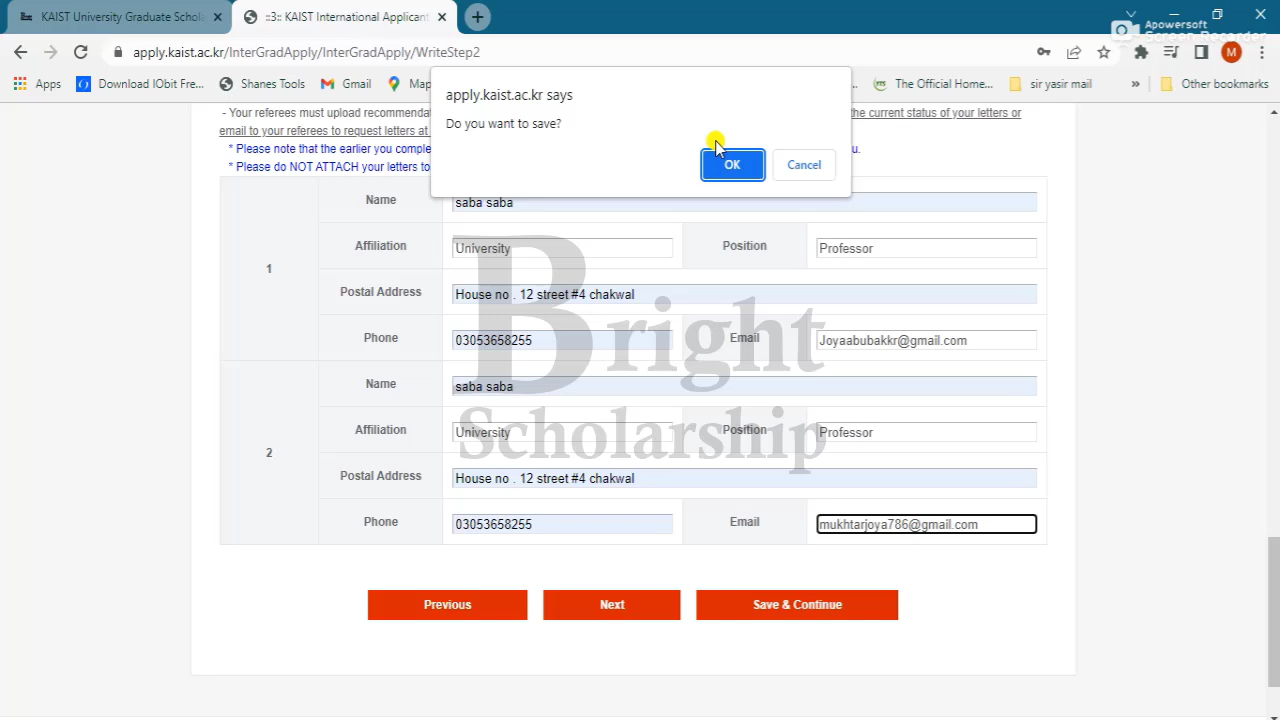 KAIST University Graduate Schola
::3:: KAIST International Applicant
Apowersoft
Screen Recorder
apply.kaist.ac.kr/InterGradApply/InterGradApply/WriteStep2
M
Apps
Download IObit Free...
Shanes Tools
Gmail
Map
The Official Home...
sir yasir mail
»
Other bookmarks
apply.kaist.ac.kr says
Do you want to save?
OK
Cancel
- Your referees must upload recommendat
the current status of your letters or
email to your referees to request letters at
* Please note that the earlier you comple
u.
* Please do NOT ATTACH your letters to
1
Name
saba saba
Affiliation
University
Position
Professor
Postal Address
House no . 12 street #4 chakwal
Phone
03053658255
Email
Joyaabubakkr@gmail.com
2
Name
saba saba
Affiliation
University
Position
Professor
Postal Address
House no . 12 street #4 chakwal
Phone
03053658255
Email
mukhtarjoya786@gmail.com
Bright
Scholarship
Previous
Next
Save & Continue